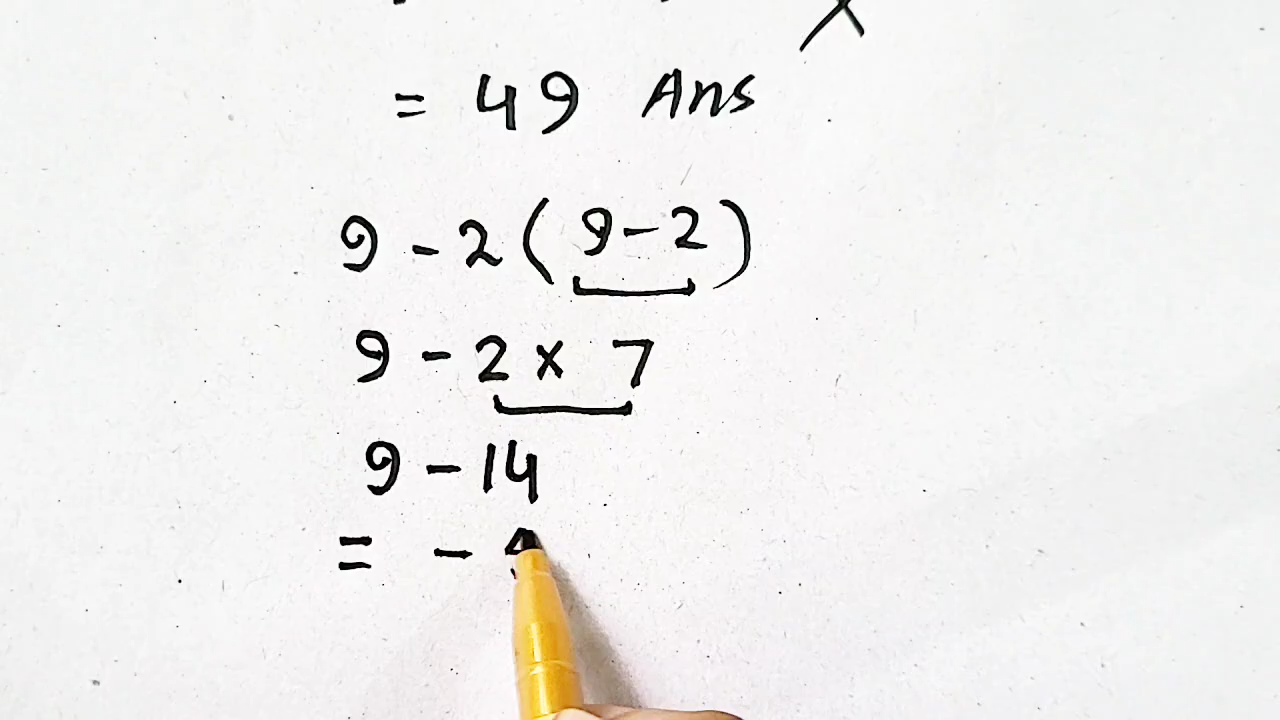 = 49 Ans
9 - 2 ( 9 - 2 )
9 - 2 x 7
9 - 14
= -